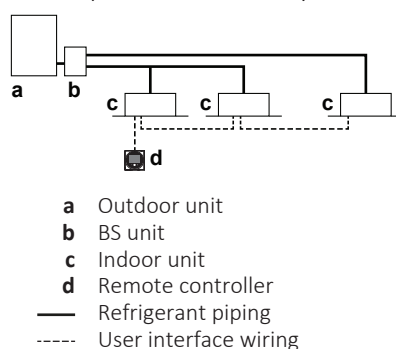 a
b
c
c
c
d
a Outdoor unit
b BS unit
c Indoor unit
d Remote controller
Refrigerant piping
User interface wiring